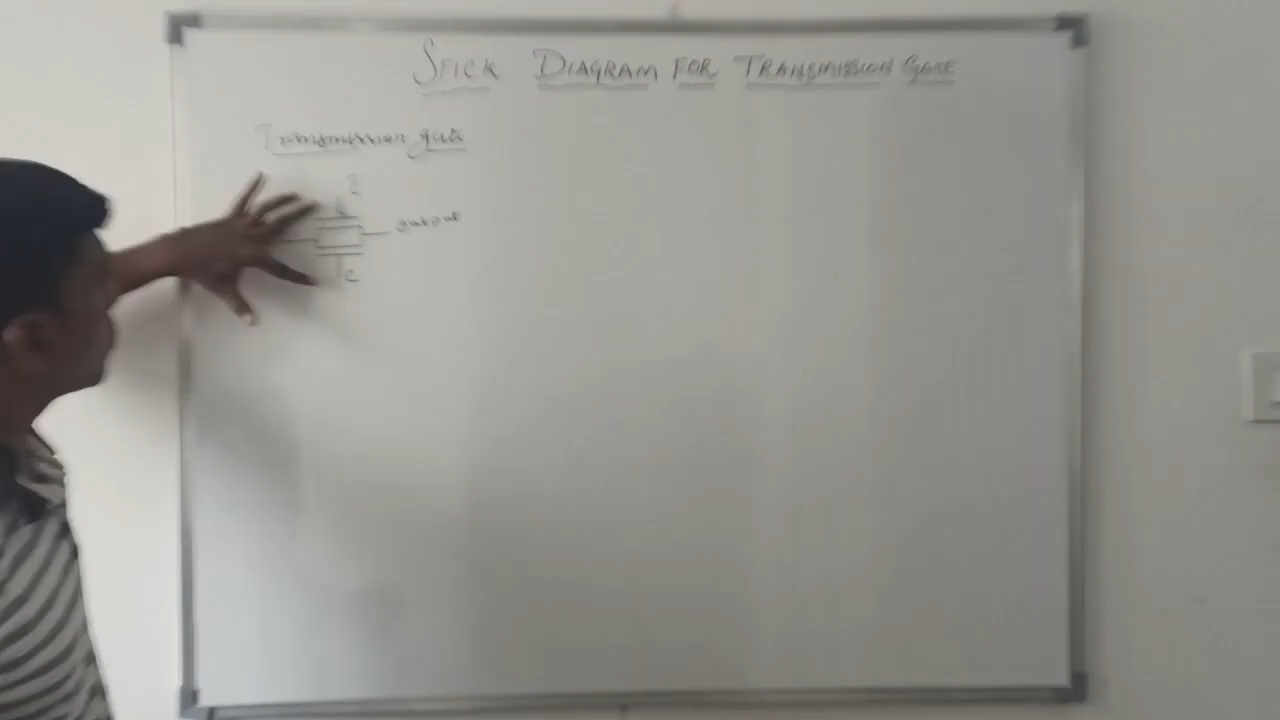 STICK DIAGRAM FOR TRANSMISSION GATE
Transmission gate
C̅
output
C